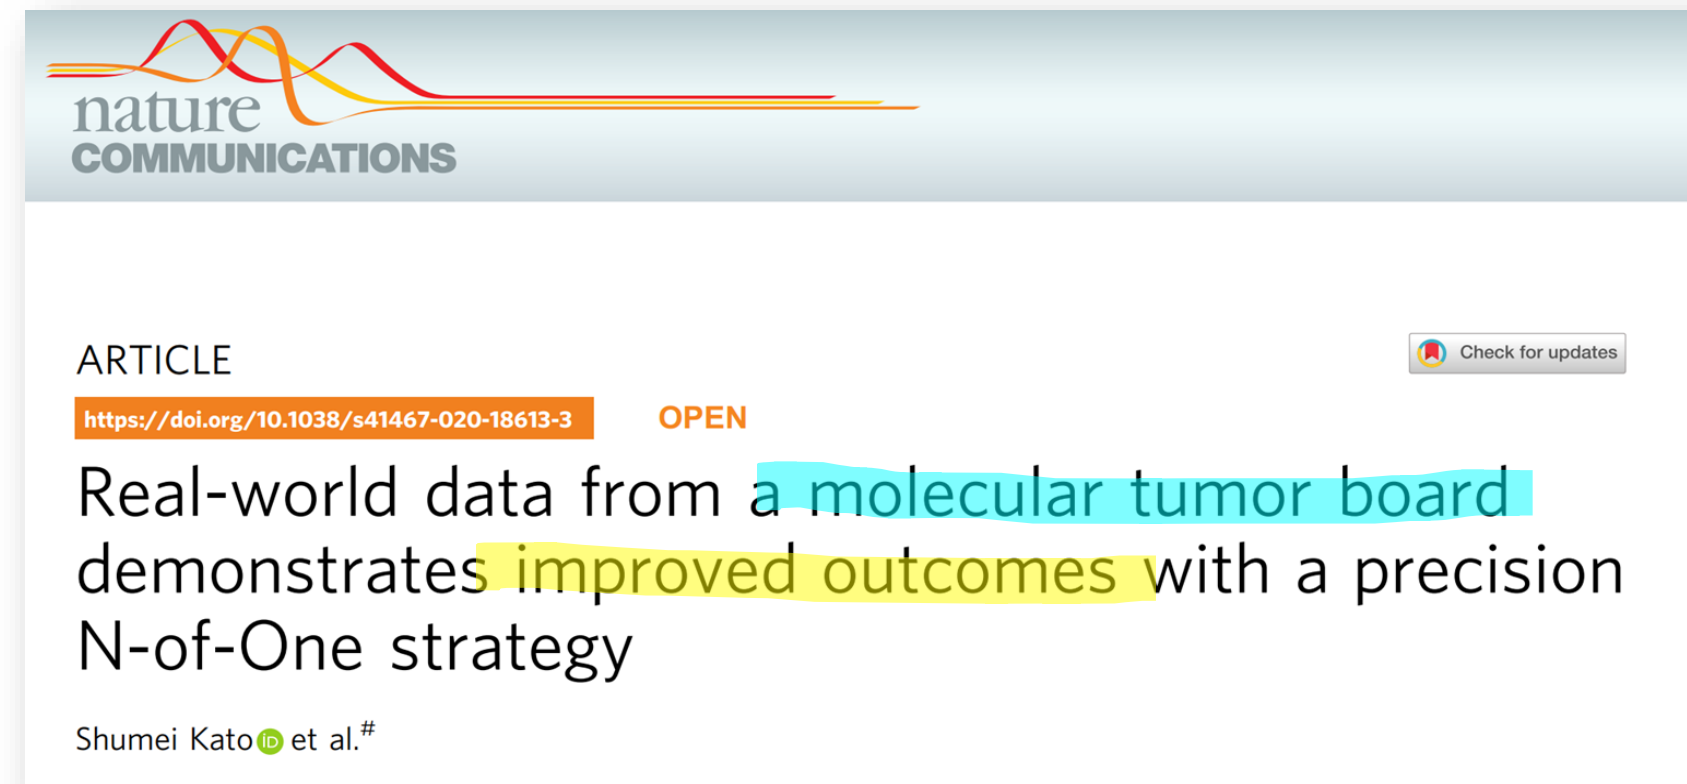 nature
COMMUNICATIONS
ARTICLE
Check for updates
https://doi.org/10.1038/s41467-020-18613-3
OPEN
Real-world data from a molecular tumor board
demonstrates improved outcomes with a precision
N-of-One strategy
Shumei Kato iD et al.#